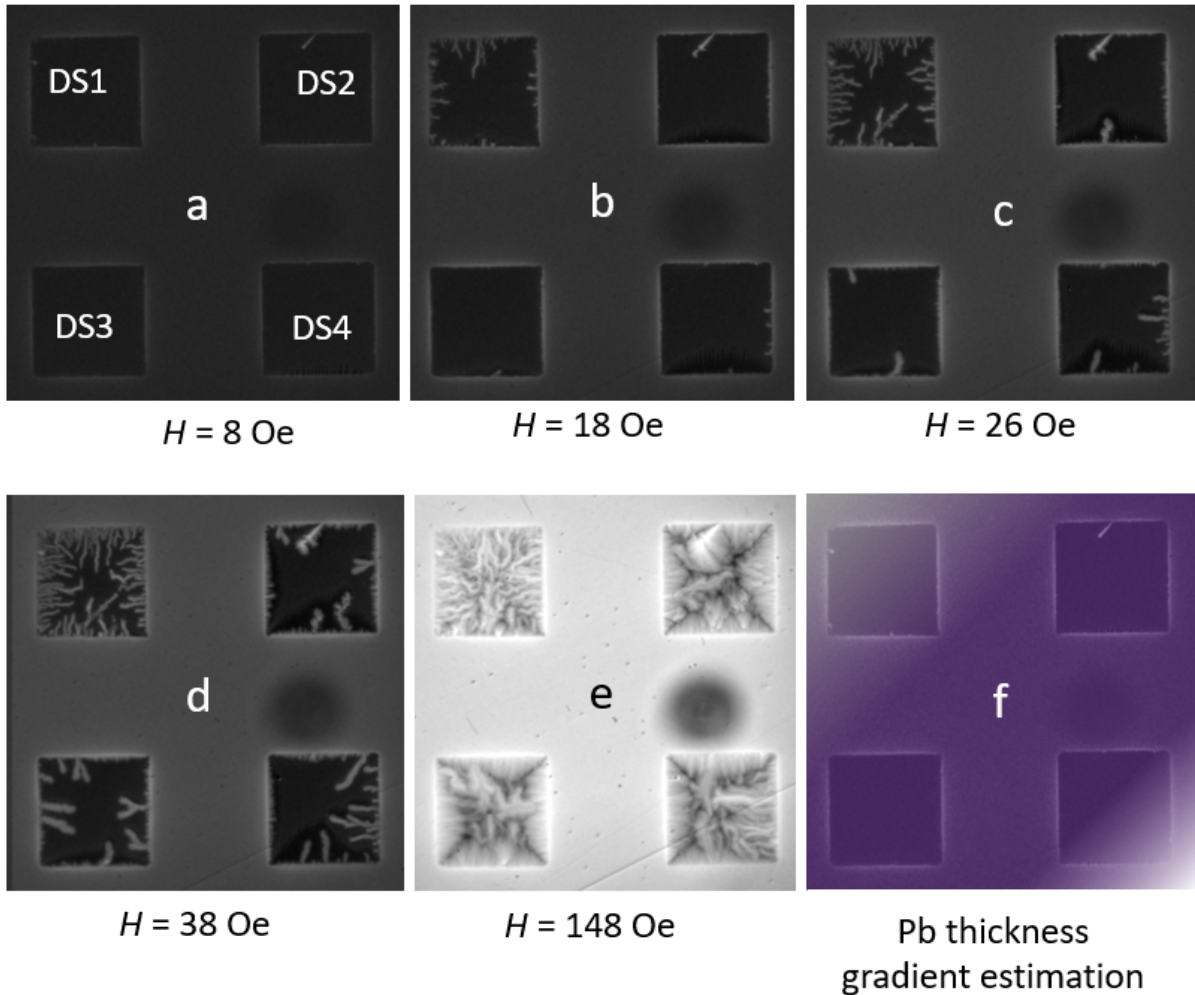 DS1
DS2
a
DS3
DS4
H = 8 Oe
b
H = 18 Oe
c
H = 26 Oe
d
H = 38 Oe
e
H = 148 Oe
f
Pb thickness
gradient estimation